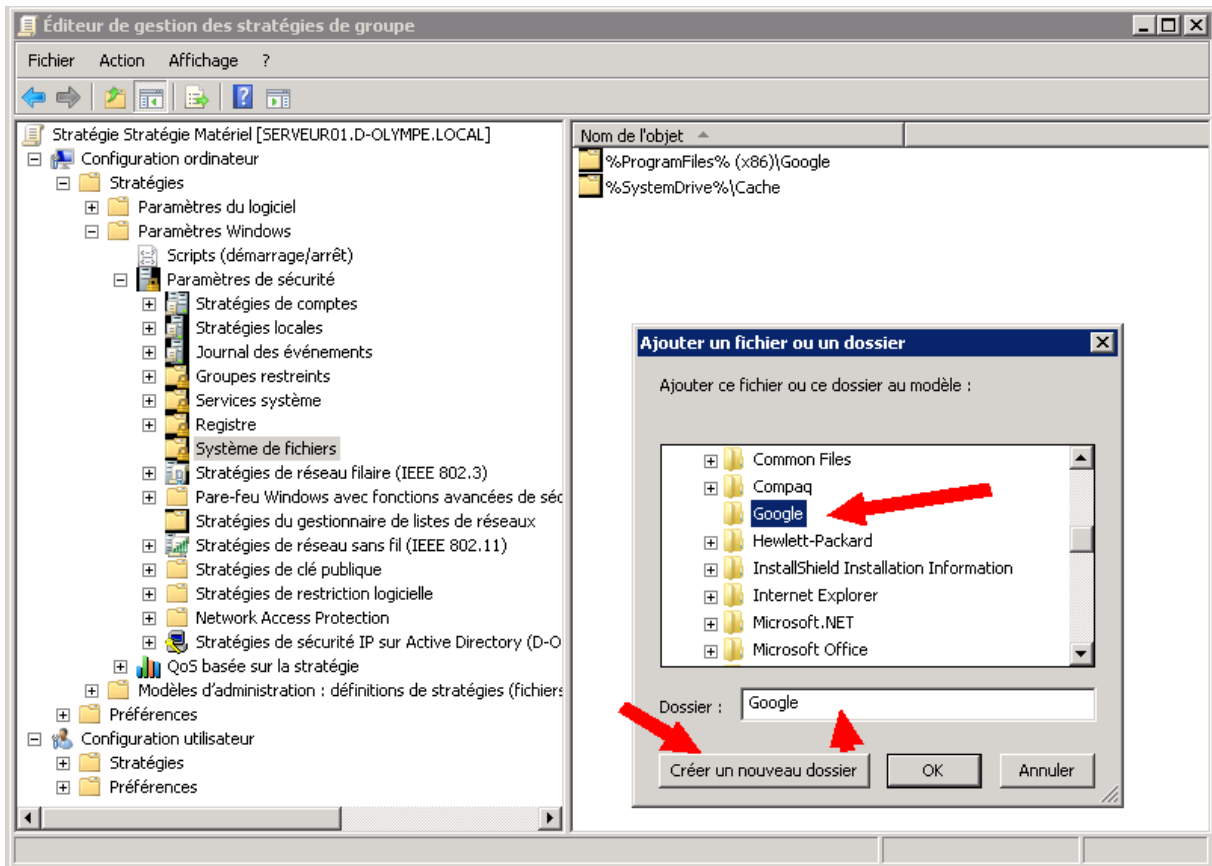 Éditeur de gestion des stratégies de groupe
Fichier Action Affichage ?
Stratégie Stratégie Matériel [SERVEUR01.D-OLYMPE.LOCAL]
Configuration ordinateur
Stratégies
Paramètres du logiciel
Paramètres Windows
Scripts (démarrage/arrêt)
Paramètres de sécurité
Stratégies de comptes
Stratégies locales
Journal des événements
Groupes restreints
Services système
Registre
Système de fichiers
Stratégies de réseau filaire (IEEE 802.3)
Pare-feu Windows avec fonctions avancées de séc
Stratégies du gestionnaire de listes de réseaux
Stratégies de réseau sans fil (IEEE 802.11)
Stratégies de clé publique
Stratégies de restriction logicielle
Network Access Protection
Stratégies de sécurité IP sur Active Directory (D-O
QoS basée sur la stratégie
Modèles d'administration : définitions de stratégies (fichiers
Préférences
Configuration utilisateur
Stratégies
Préférences
Nom de l'objet
%ProgramFiles% (x86)\Google
%SystemDrive%\Cache
Ajouter un fichier ou un dossier
Ajouter ce fichier ou ce dossier au modèle :
Common Files
Compaq
Google
Hewlett-Packard
InstallShield Installation Information
Internet Explorer
Microsoft.NET
Microsoft Office
Dossier : Google
Créer un nouveau dossier OK Annuler